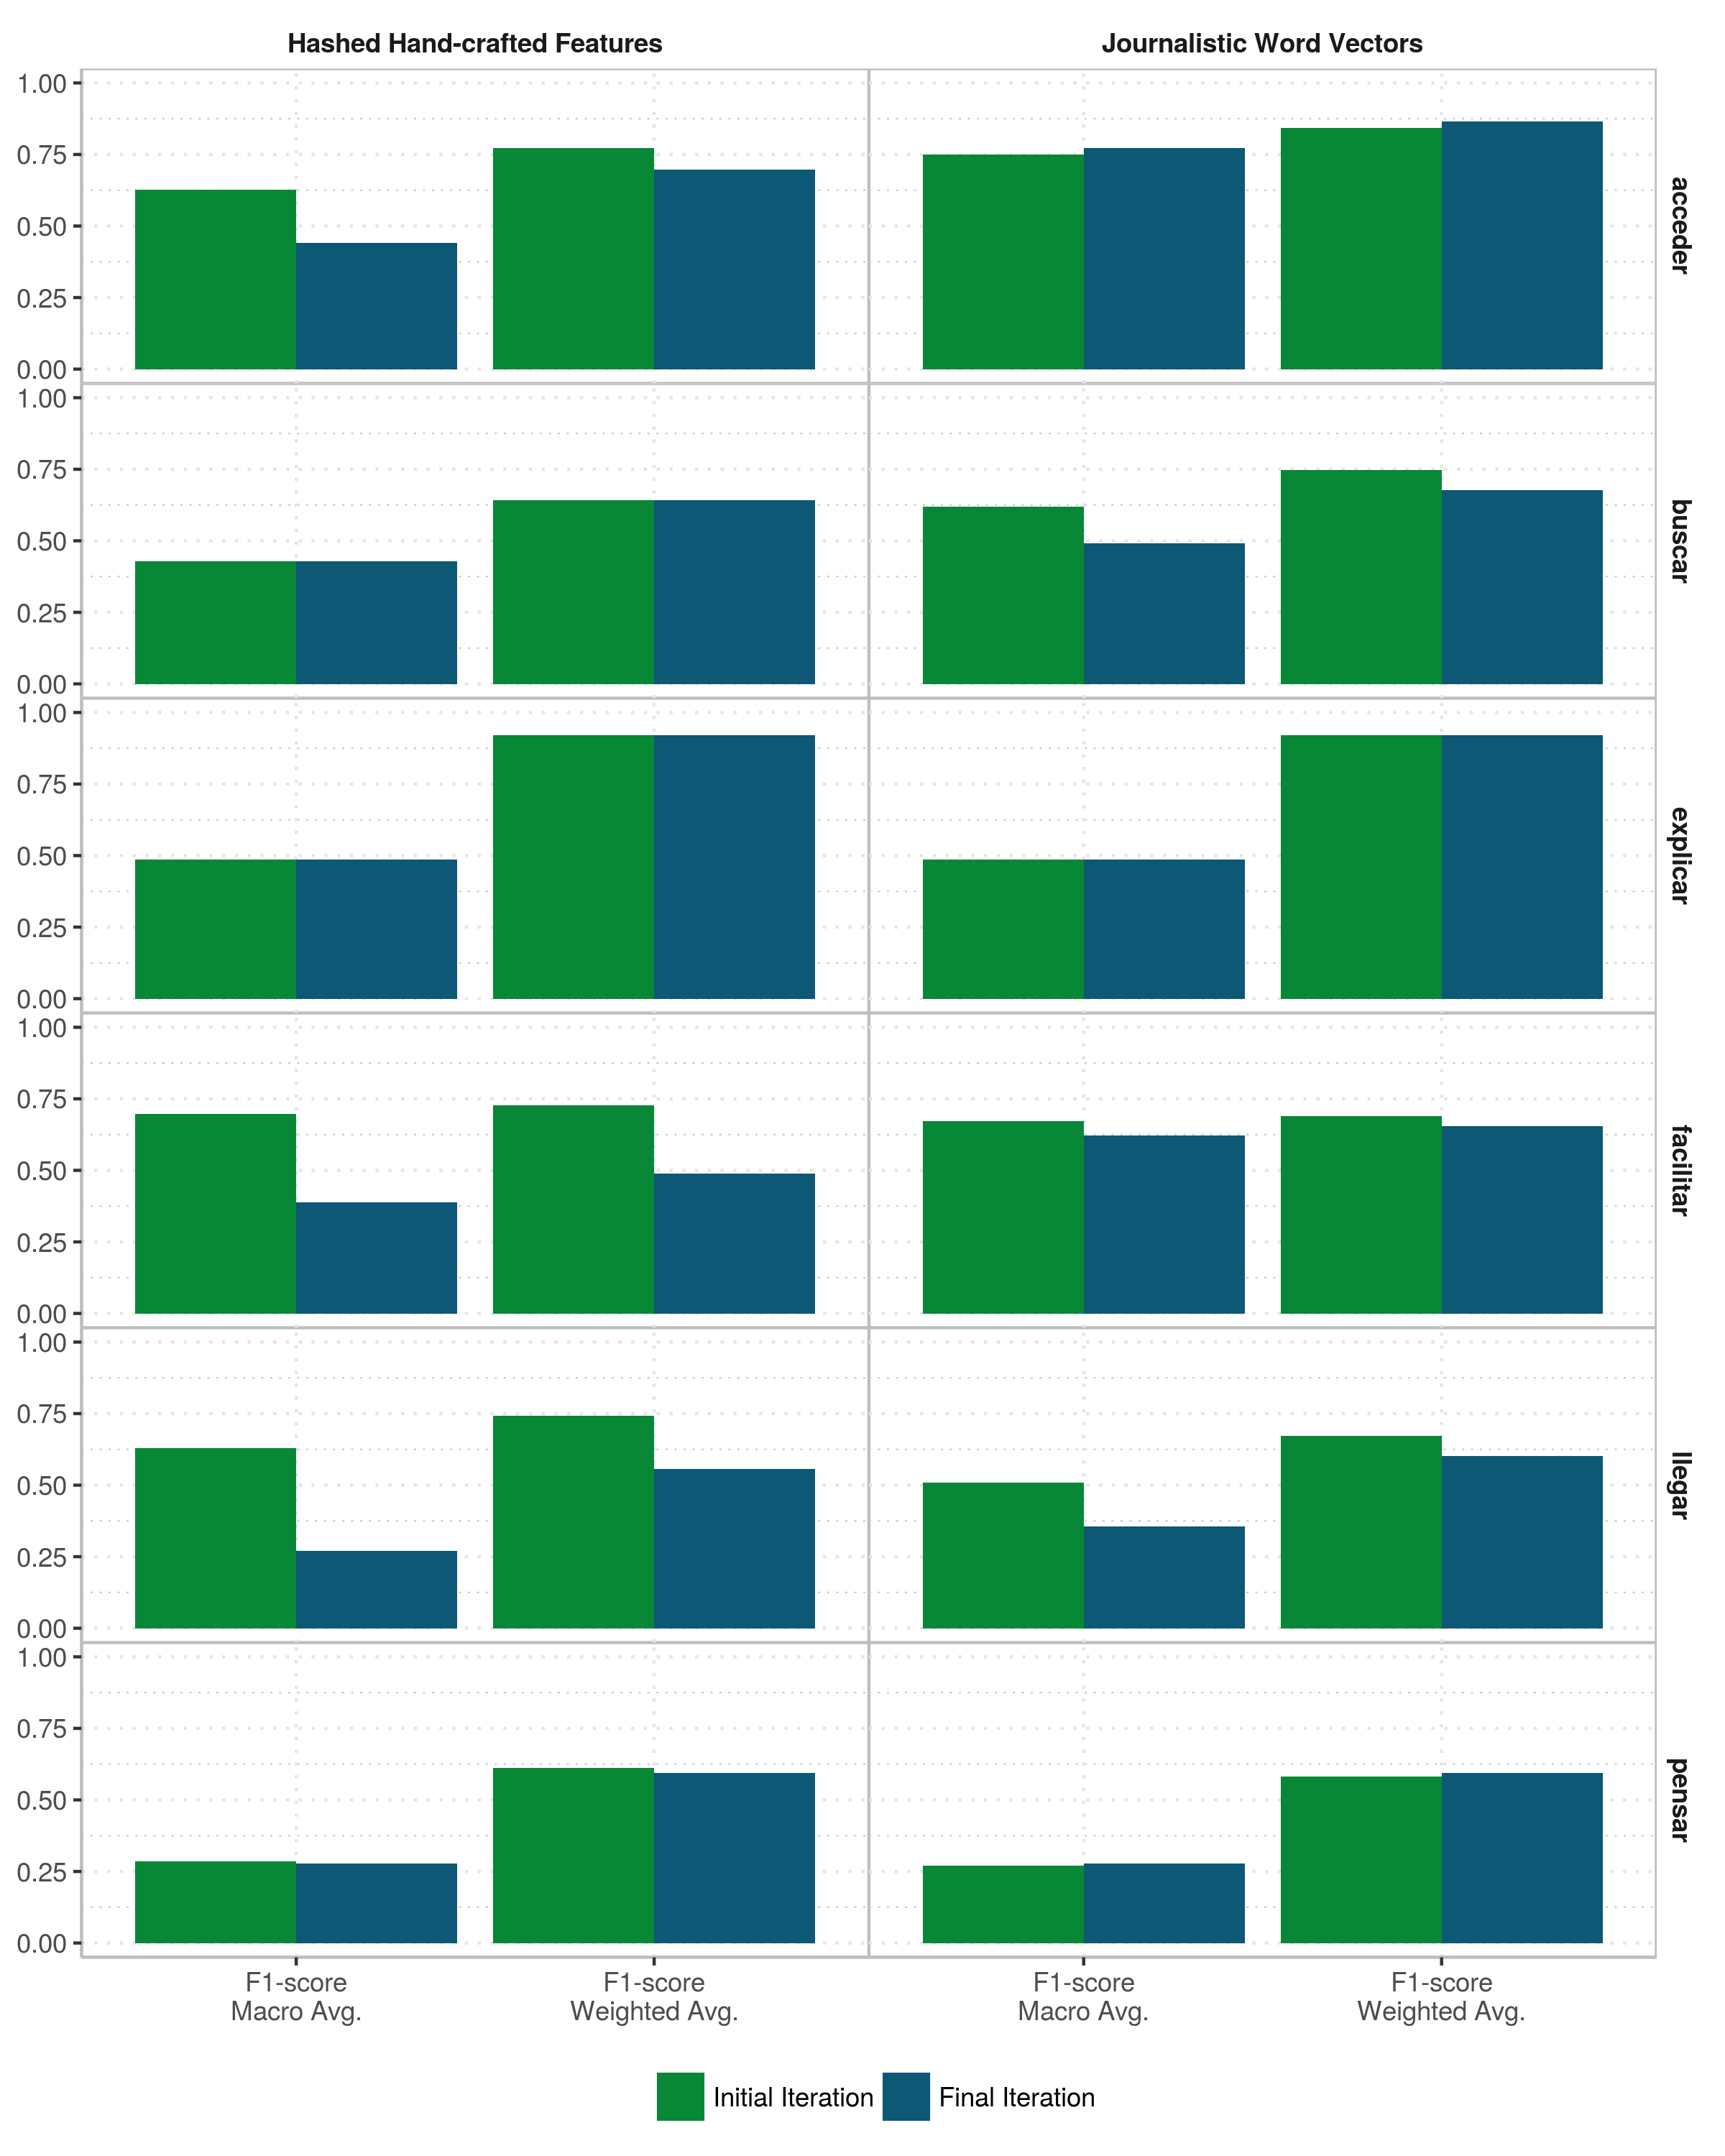 Hashed Hand-crafted Features
Journalistic Word Vectors
1.00
0.75
0.50
0.25
0.00
acceder
1.00
0.75
0.50
0.25
0.00
buscar
1.00
0.75
0.50
0.25
0.00
explicar
1.00
0.75
0.50
0.25
0.00
facilitar
1.00
0.75
0.50
0.25
0.00
llegar
1.00
0.75
0.50
0.25
0.00
pensar
F1-score
Macro Avg.
F1-score
Weighted Avg.
F1-score
Macro Avg.
F1-score
Weighted Avg.
Initial Iteration
Final Iteration